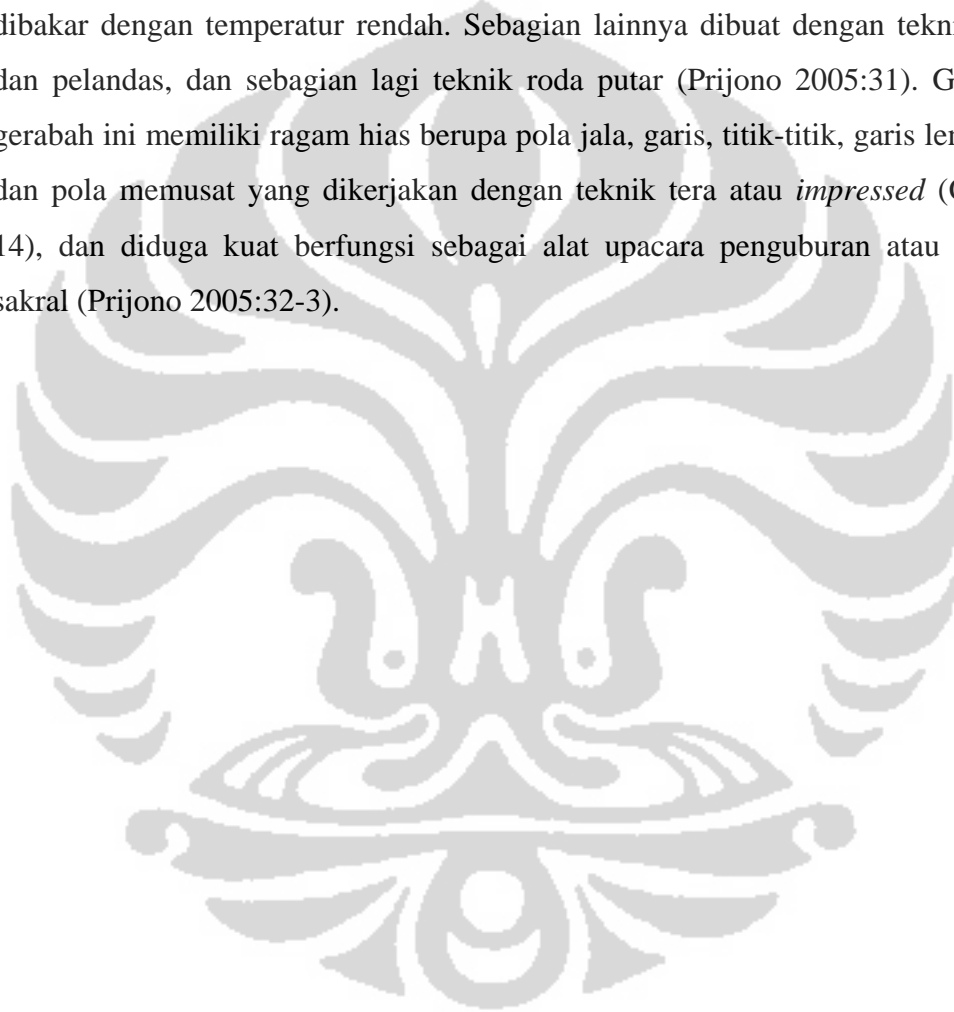 dibakar dengan temperatur rendah. Sebagian lainnya dibuat dengan tekni
dan pelandas, dan sebagian lagi teknik roda putar (Prijono 2005:31). G
gerabah ini memiliki ragam hias berupa pola jala, garis, titik-titik, garis ler
dan pola memusat yang dikerjakan dengan teknik tera atau impressed (
14), dan diduga kuat berfungsi sebagai alat upacara penguburan atau
sakral (Prijono 2005:32-3).